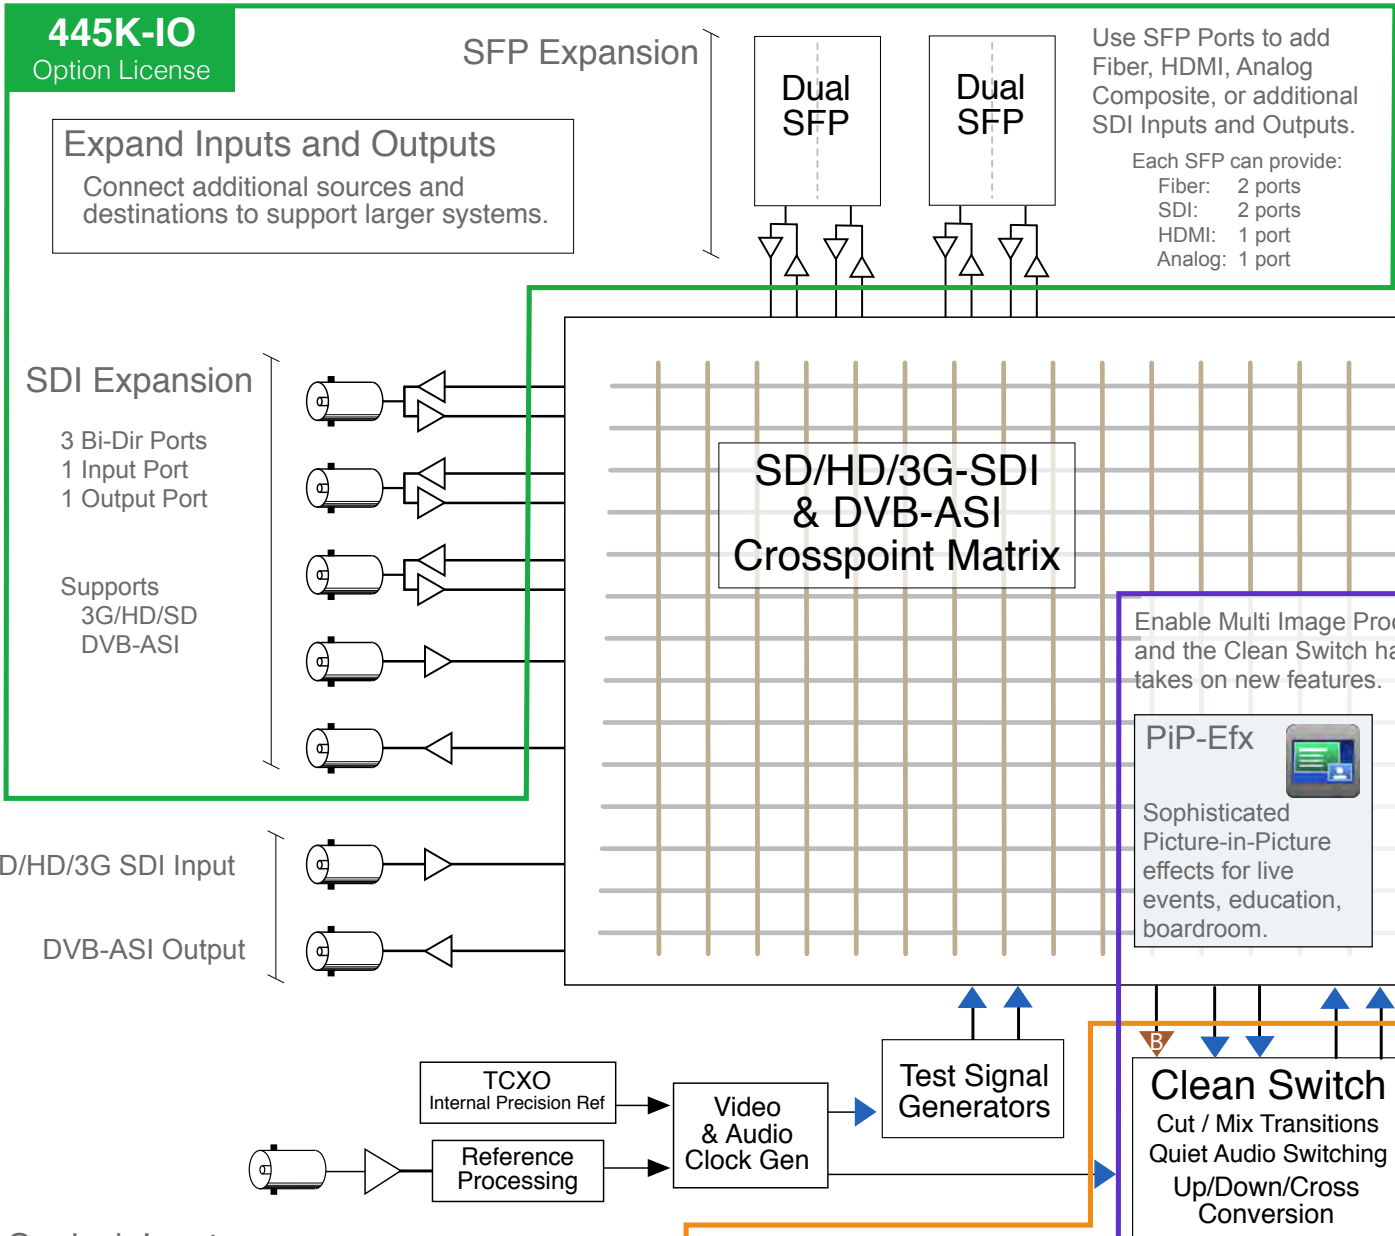 445K-IO
Option License
SFP Expansion
Dual
SFP
Dual
SFP
Use SFP Ports to add
Fiber, HDMI, Analog
Composite, or additional
SDI Inputs and Outputs.
Each SFP can provide:
Fiber: 2 ports
SDI: 2 ports
HDMI: 1 port
Analog: 1 port
Expand Inputs and Outputs
Connect additional sources and
destinations to support larger systems.
SDI Expansion
3 Bi-Dir Ports
1 Input Port
1 Output Port
Supports
3G/HD/SD
DVB-ASI
SD/HD/3G-SDI
& DVB-ASI
Crosspoint Matrix
Enable Multi Image
and the Clean Switch
takes on new features.
PiP-Efx
Sophisticated
Picture-in-Picture
effects for live
events, education,
boardroom.
D/HD/3G SDI Input
DVB-ASI Output
B
TCXO
Internal Precision Ref
Reference
Processing
Video
& Audio
Clock Gen
Test Signal
Generators
Clean Switch
Cut / Mix Transitions
Quiet Audio Switching
Up/Down/Cross
Conversion